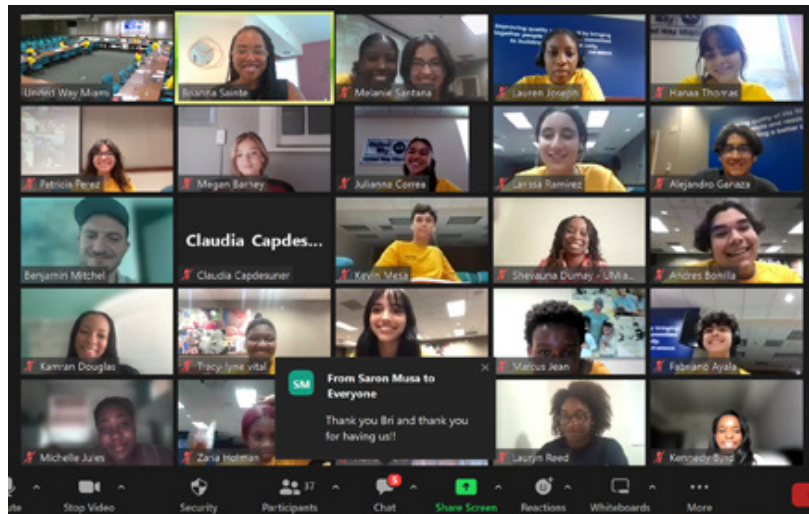 United Way Miami
Brianna Sainte
Melanie Santana
Lauren Joseph
Hanaa Thomas
Patricia Perez
Megan Barney
Julianna Correa
Larissa Ramirez
Alejandro Ganaza
Benjamin Mitchel
Claudia Capdes...
Claudia Capdesuner
Kevin Mesa
Shevauna Dumay - UMia...
Andres Bonilla
Kamran Douglas
Tracy-lyne vital
Marcus Jean
Fabriano Ayala
SM
From Saron Musa to
Everyone
Thank you Bri and thank you
for having us!!
Michelle Jules
Zaria Holman
Lauryn Reed
Kennedy Byrd
Stop Video
Security
Participants
37
Chat
5
Share Screen
Reactions
Whiteboards
More